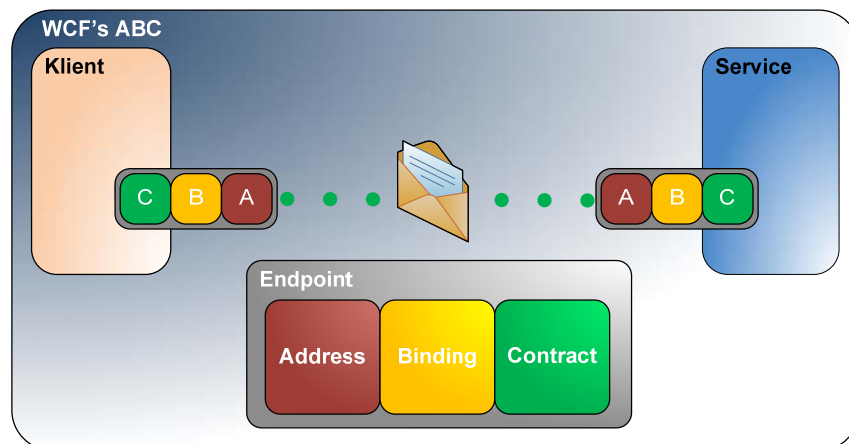 WCF's ABC
Klient
Service
C B A
A B C
Endpoint
Address Binding Contract